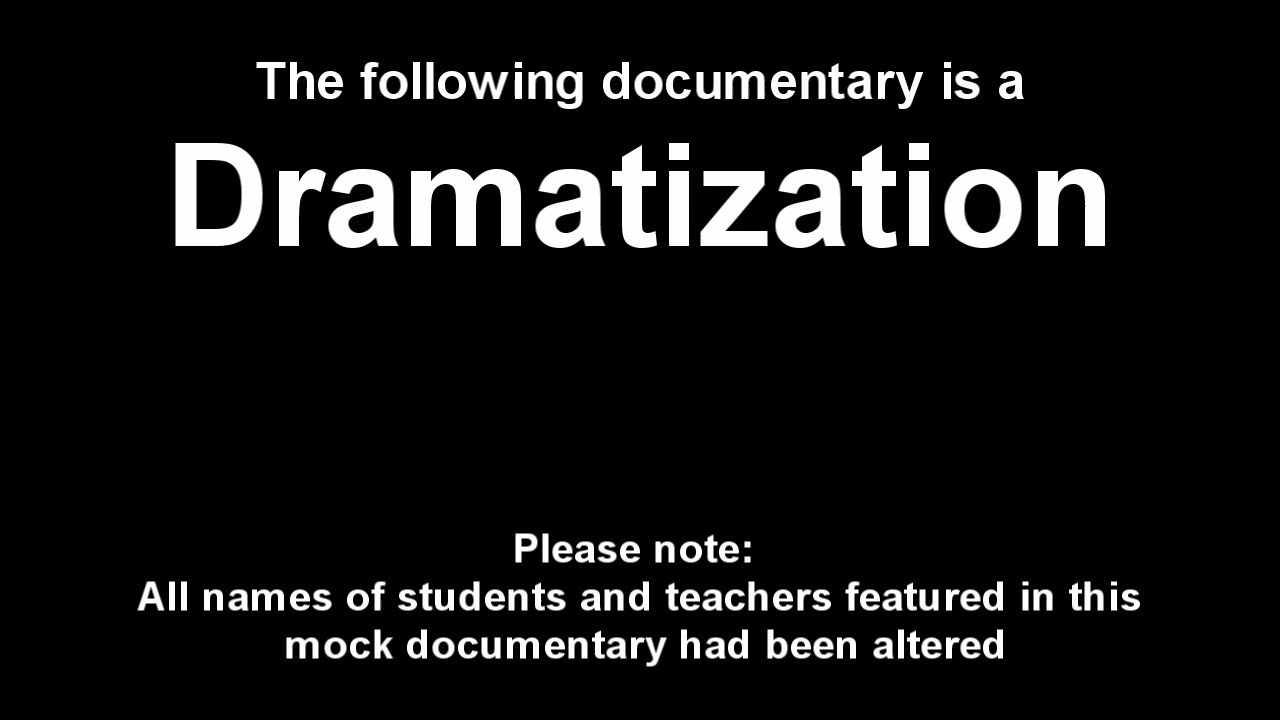 The following documentary is a
Dramatization
Please note:
All names of students and teachers featured in this
mock documentary had been altered